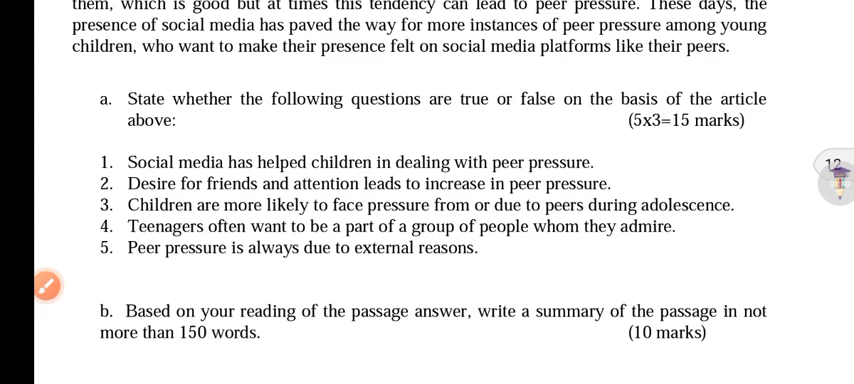 them, which is good but at times this tendency can lead to peer pressure. These days, the
presence of social media has paved the way for more instances of peer pressure among young
children, who want to make their presence felt on social media platforms like their peers.
a. State whether the following questions are true or false on the basis of the article
above: (5x3=15 marks)
1. Social media has helped children in dealing with peer pressure.
2. Desire for friends and attention leads to increase in peer pressure.
3. Children are more likely to face pressure from or due to peers during adolescence.
4. Teenagers often want to be a part of a group of people whom they admire.
5. Peer pressure is always due to external reasons.
b. Based on your reading of the passage answer, write a summary of the passage in not
more than 150 words. (10 marks)
12